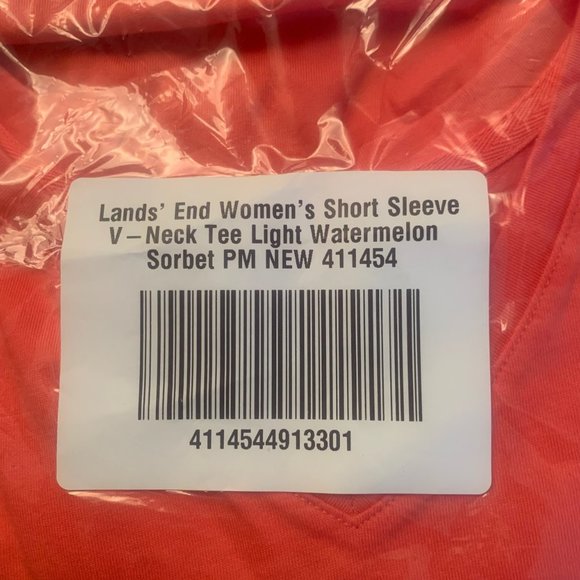 Lands' End Women's Short Sleeve
V-Neck Tee Light Watermelon
Sorbet PM NEW 411454
4114544913301